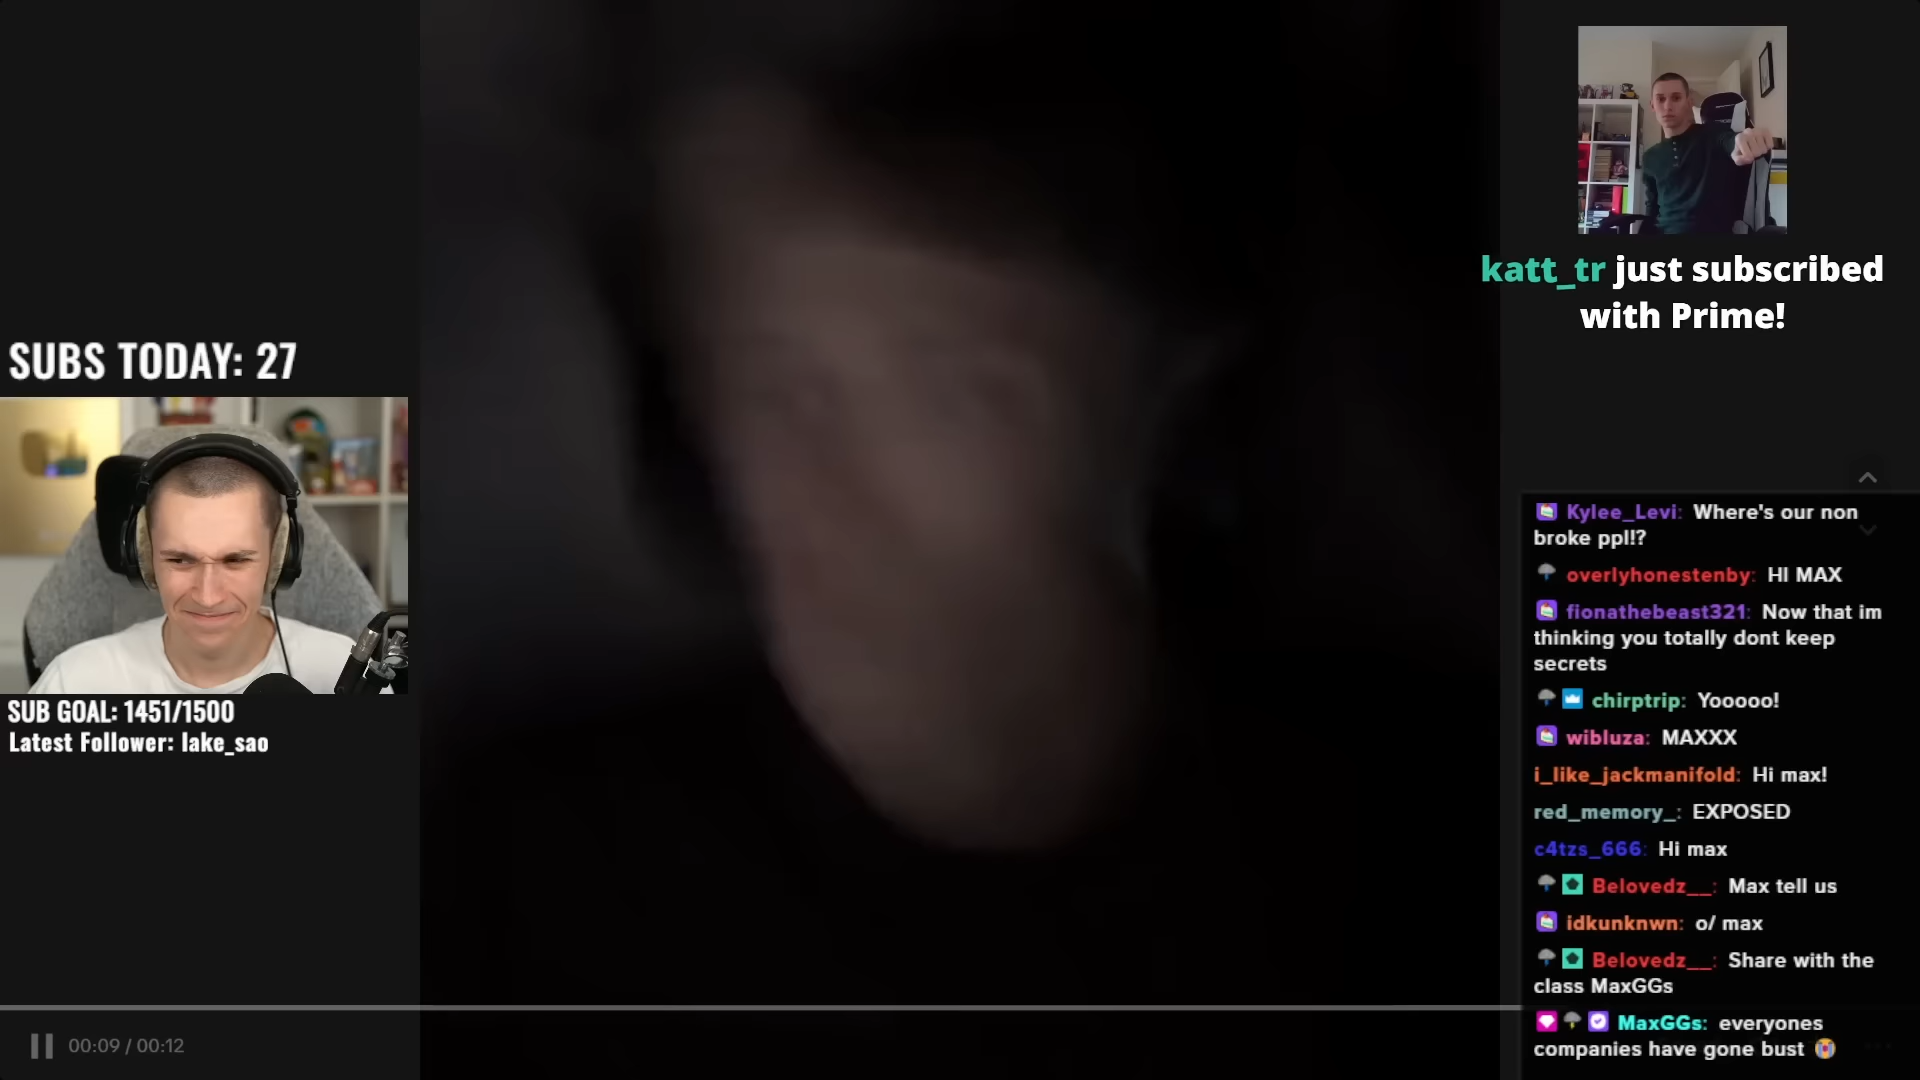 katt_tr just subscribed
with Prime!
SUBS TODAY: 27
SUB GOAL: 1451/1500
Latest Follower: lake_sao
Kylee_Levi: Where's our non
broke ppl!?
overlyhonestenby: HI MAX
fionathebeast321: Now that im
thinking you totally dont keep
secrets
chirptrip: Yooooo!
wibluza: MAXXX
i_like_jackmanifold: Hi max!
red_memory_: EXPOSED
c4tzs_666: Hi max
Belovedz__: Max tell us
idkunknwn: o/ max
Belovedz__: Share with the
class MaxGGs
MaxGGs: everyones
companies have gone bust 😭
00:09 / 00:12